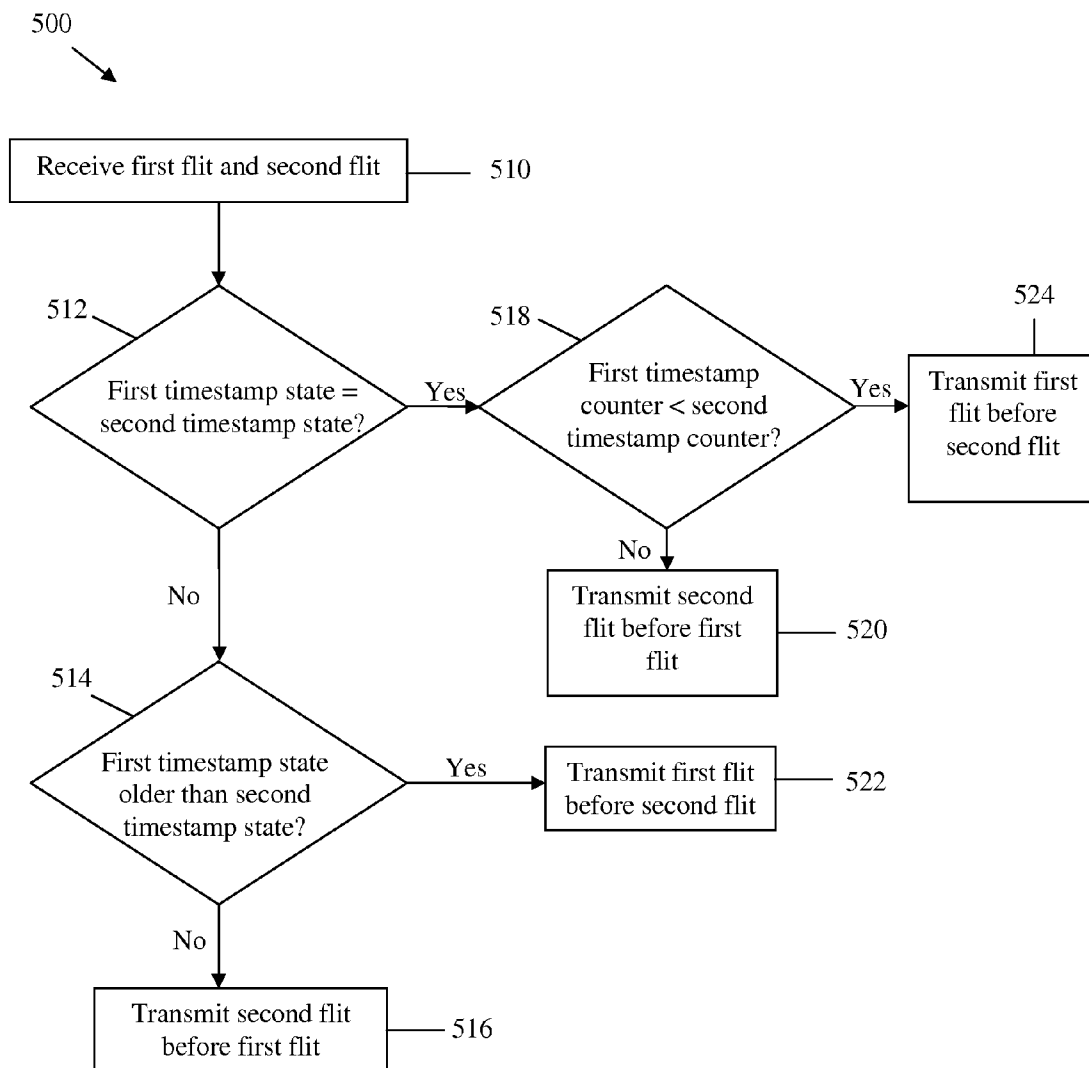 500
Receive first flit and second flit
510
512
First timestamp state =
second timestamp state?
Yes
518
First timestamp
counter < second
timestamp counter?
Yes
524
Transmit first
flit before
second flit
No
Transmit second
flit before first
flit
520
No
514
First timestamp state
older than second
timestamp state?
Yes
Transmit first flit
before second flit
522
No
Transmit second flit
before first flit
516